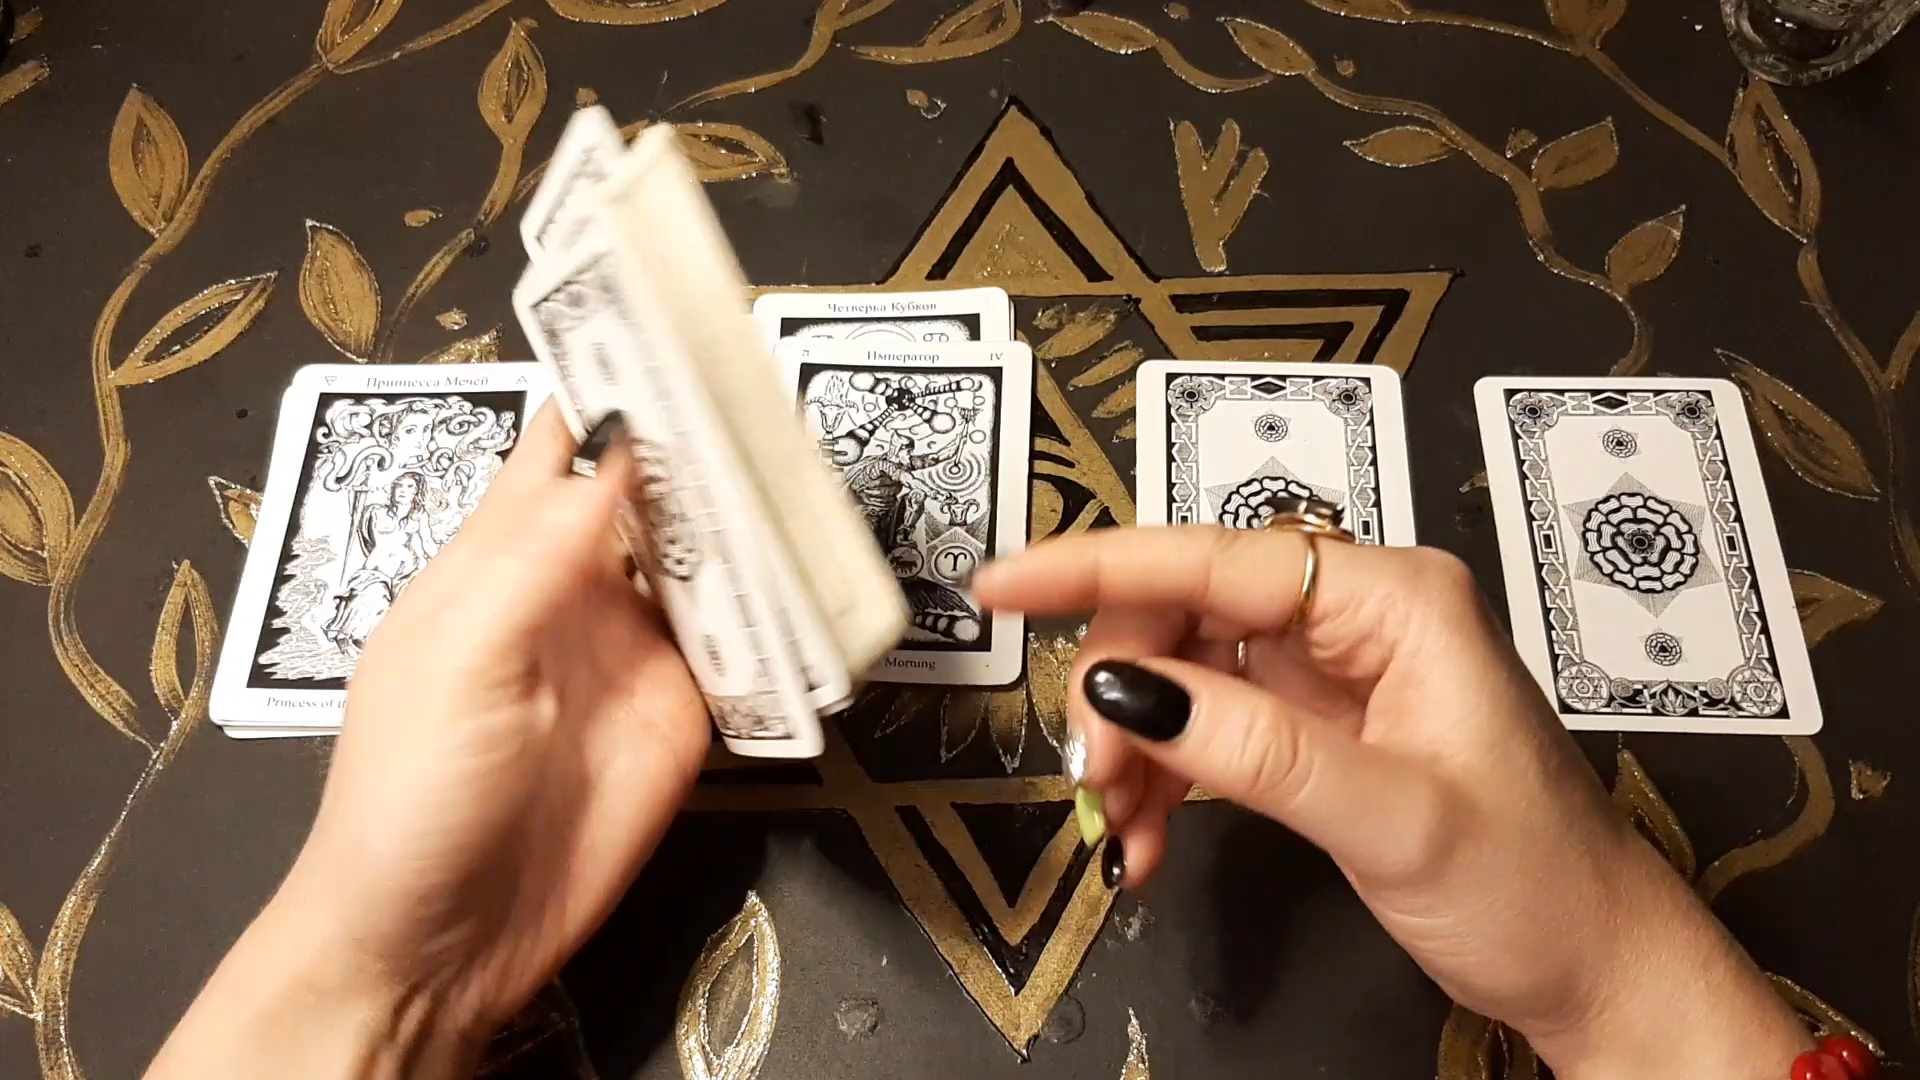 Четверка Кубков
Император IV
Принцесса Мечей
Morning
Princess of